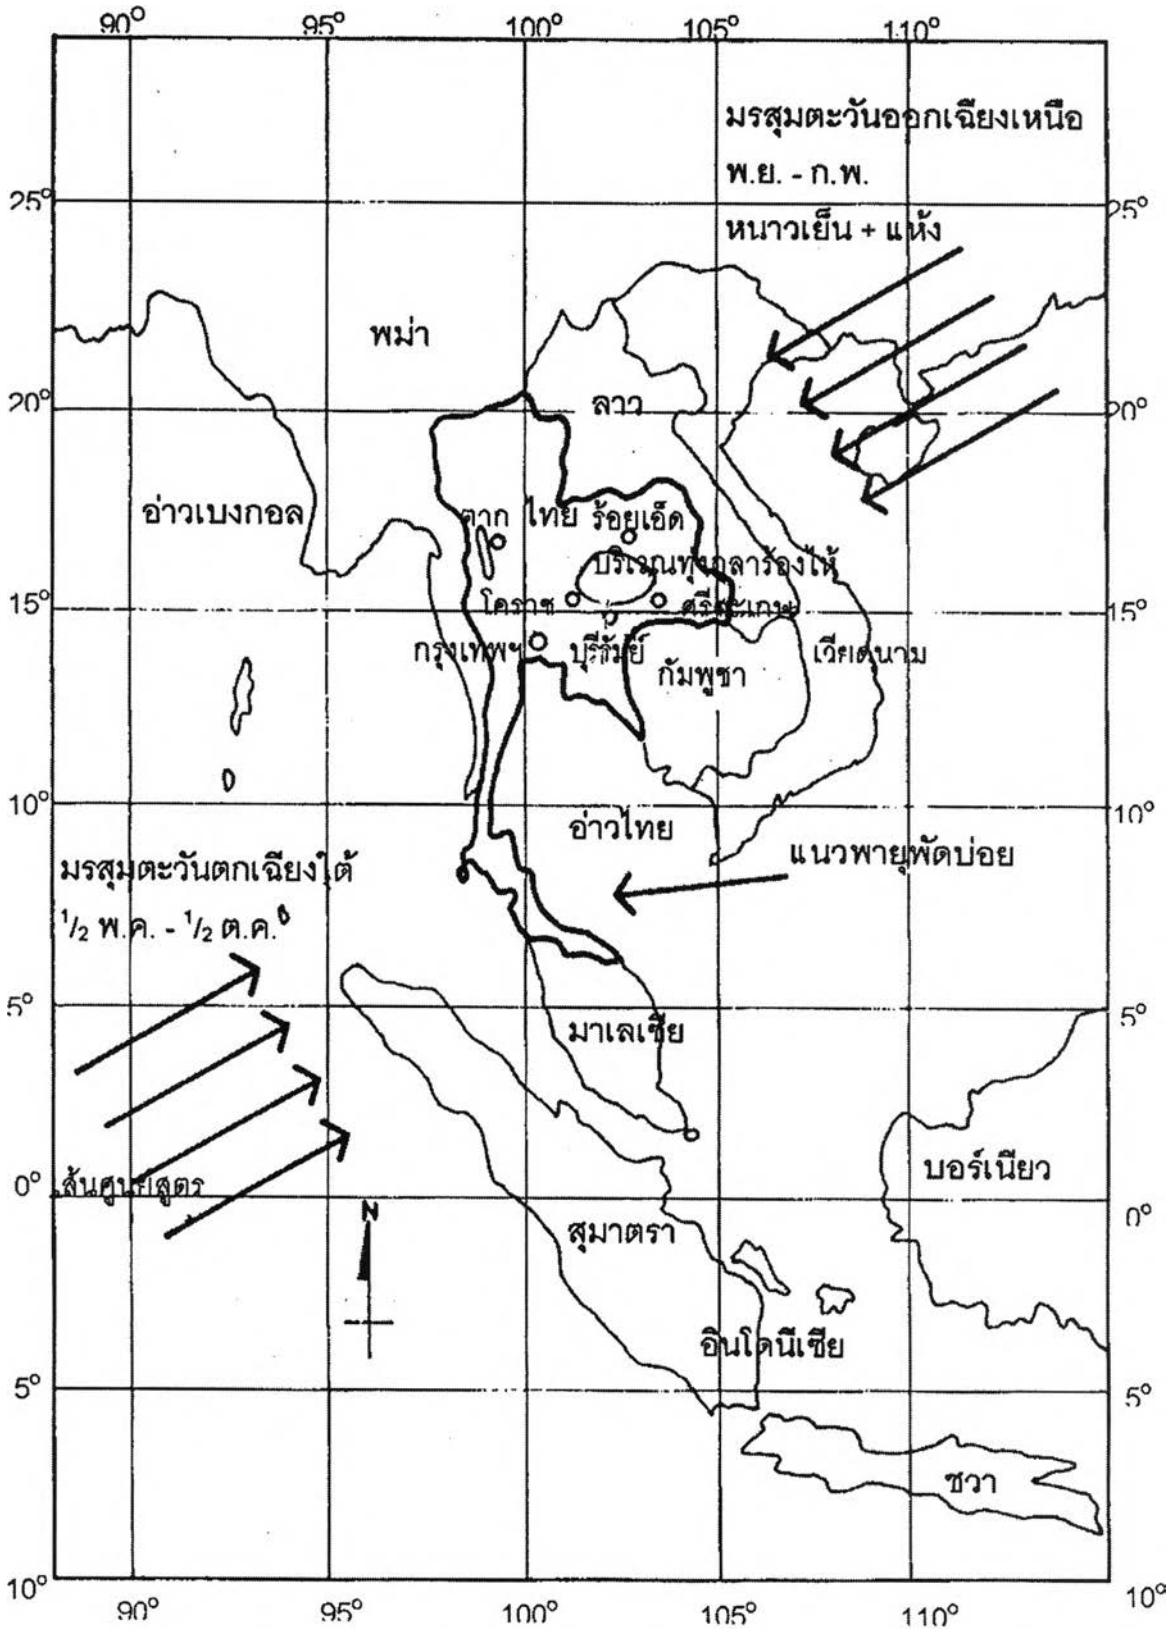 90° 95° 100° 105° 110°
มรสุมตะวันออกเฉียงเหนือ
พ.ย. - ก.พ.
25° 25°
หนาวเย็น + แห้ง
พม่า
ลาว
20° 20°
อ่าวเบงกอล
ตาก ไทย ร้อยเอ็ด
บริเวณทุ่งกุลาร้องไห้
โคราช ศรีสะเกษ
15° 15°
กรุงเทพฯ บุรีรัมย์ กัมพูชา เวียดนาม
10° 10°
อ่าวไทย
แนวพายุพัดบ่อย
มรสุมตะวันตกเฉียงใต้
1/2 พ.ค. - 1/2 ต.ค.
5° 5°
มาเลเซีย
บอร์เนียว
0° เส้นศูนย์สูตร 0°
N
สุมาตรา
อินโดนีเซีย
5° 5°
ชวา
10° 10°
90° 95° 100° 105° 110°